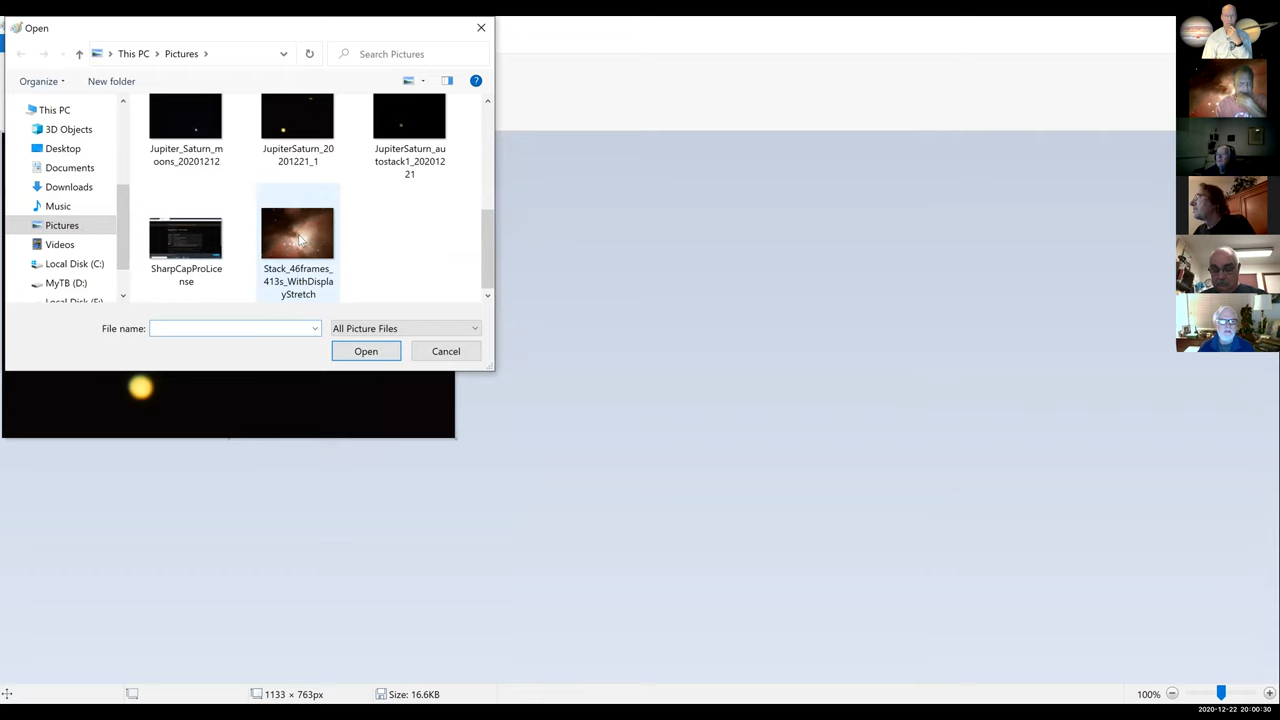 Open
This PC
Pictures
Search Pictures
Organize
New folder
This PC
3D Objects
Desktop
Documents
Downloads
Music
Pictures
Videos
Local Disk (C:)
MyTB (D:)
Jupiter_Saturn_m
oons_20201212
JupiterSaturn_20
201221_1
JupiterSaturn_au
tostack1_202012
21
SharpCapProLice
nse
Stack_46frames_
413s_WithDispla
yStretch
File name:
All Picture Files
Open
Cancel
1133 × 763px
Size: 16.6KB
100%
2020-12-22 20:00:30